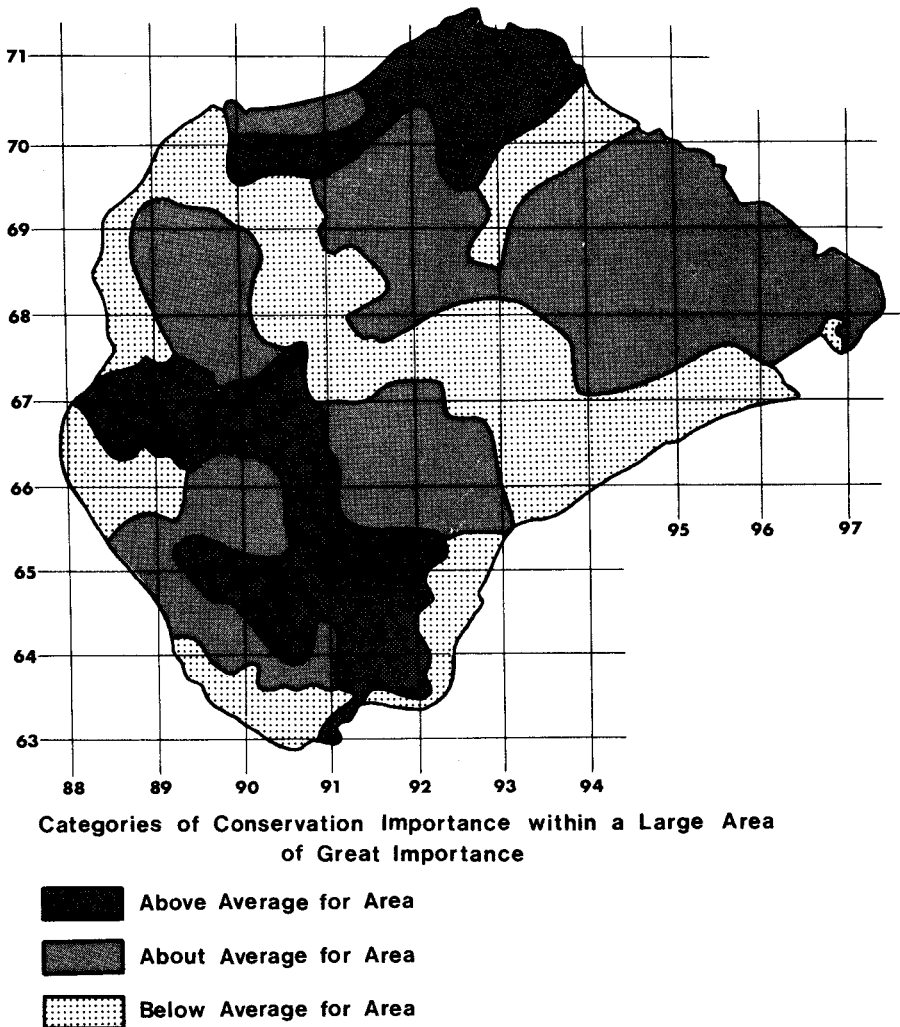 71
70
69
68
67
66
95 96 97
65
64
63
88 89 90 91 92 93 94
Categories of Conservation Importance within a Large Area
of Great Importance
Above Average for Area
About Average for Area
Below Average for Area